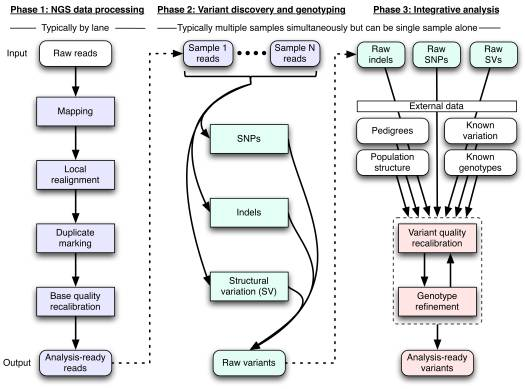 Phase 1: NGS data processing
Typically by lane
Input
Raw reads
Mapping
Local
realignment
Duplicate
marking
Base quality
recalibration
Output
Analysis-ready
reads
Phase 2: Variant discovery and genotyping
Typically multiple samples simultaneously but can be single sample alone
Sample 1
reads
Sample N
reads
SNPs
Indels
Structural
variation (SV)
Raw variants
Phase 3: Integrative analysis
Raw
indels
Raw
SNPs
Raw
SVs
External data
Pedigrees
Known
variation
Population
structure
Known
genotypes
Variant quality
recalibration
Genotype
refinement
Analysis-ready
variants